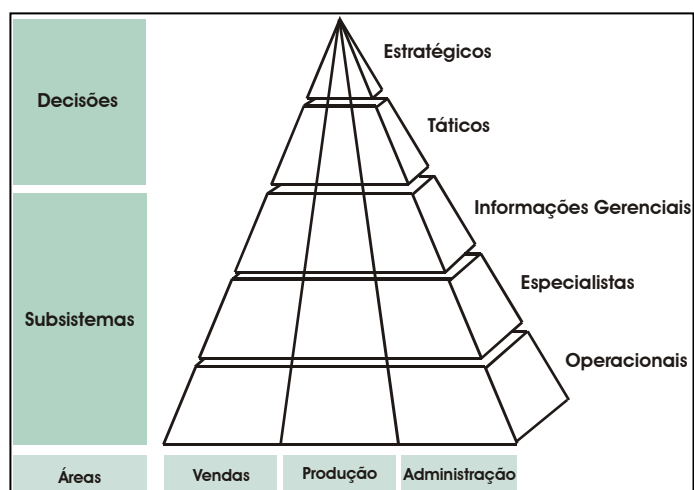 Estratégicos
Decisões
Táticos
Informações Gerenciais
Especialistas
Subsistemas
Operacionais
Áreas
Vendas
Produção
Administração